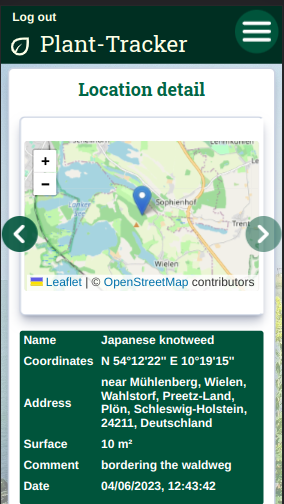 Log out
Plant-Tracker
Location detail
+
−
Lanker See
Sophienhof
Wielen
Leaflet | © OpenStreetMap contributors
Name Japanese knotweed
Coordinates N 54°12'22'' E 10°19'15''
Address near Mühlenberg, Wielen,
Wahlstorf, Preetz-Land,
Plön, Schleswig-Holstein,
24211, Deutschland
Surface 10 m²
Comment bordering the waldweg
Date 04/06/2023, 12:43:42